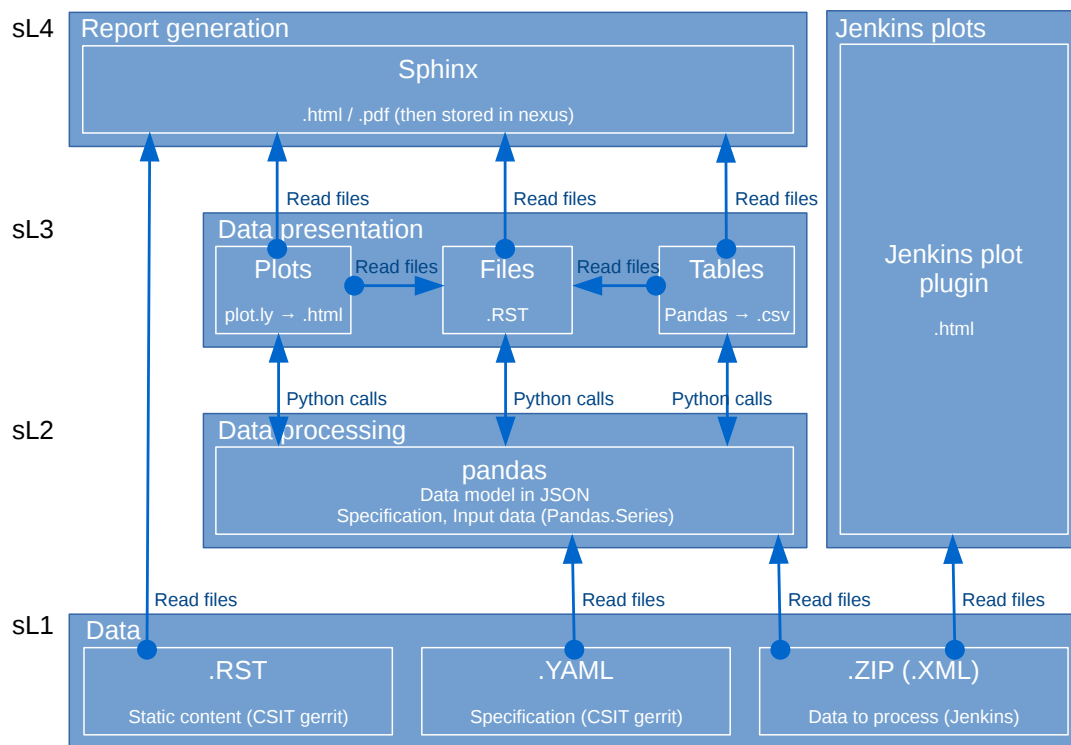 sL4
Report generation
Sphinx
.html / .pdf (then stored in nexus)
Jenkins plots
Jenkins plot
plugin
.html
Read files
Read files
Read files
sL3
Data presentation
Plots
plot.ly → .html
Read files
Files
.RST
Read files
Tables
Pandas → .csv
Python calls
Python calls
Python calls
sL2
Data processing
pandas
Data model in JSON
Specification, Input data (Pandas.Series)
Read files
Read files
Read files
Read files
sL1
Data
.RST
Static content (CSIT gerrit)
.YAML
Specification (CSIT gerrit)
.ZIP (.XML)
Data to process (Jenkins)